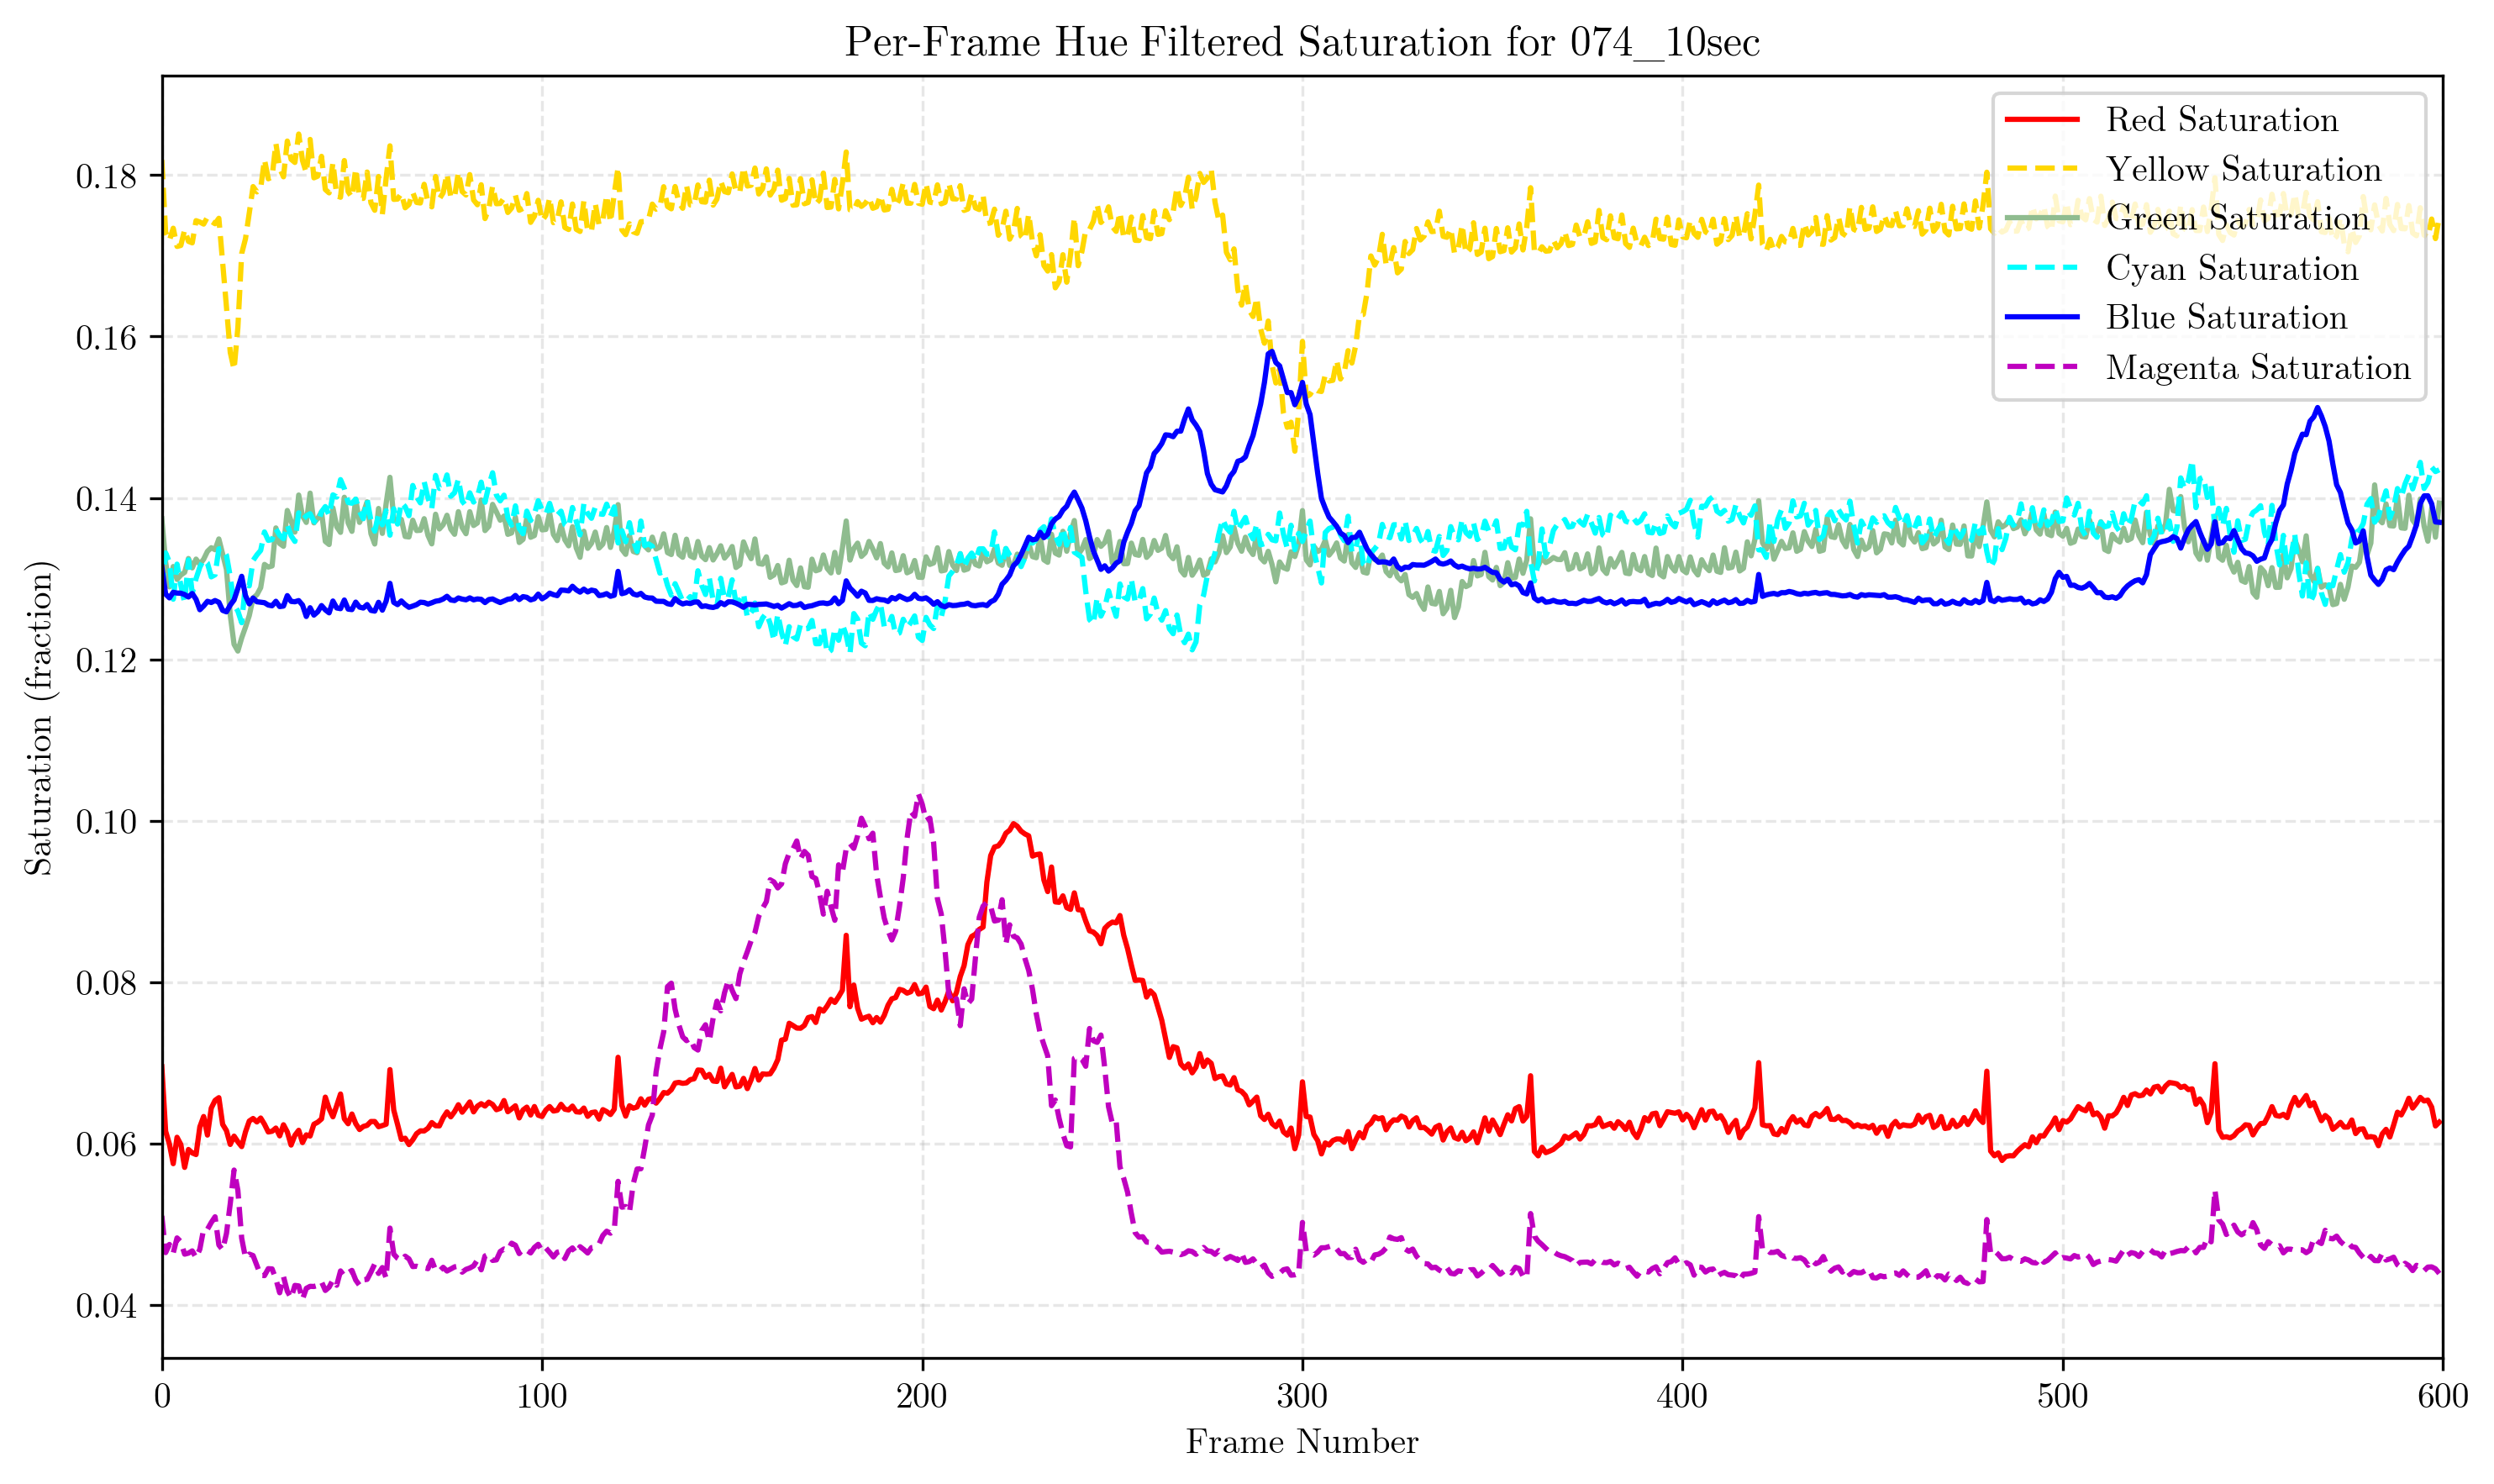 Per-Frame Hue Filtered Saturation for 074_10sec
Red Saturation
Yellow Saturation
Green Saturation
Cyan Saturation
Blue Saturation
Magenta Saturation
Saturation (fraction)
0.18
0.16
0.14
0.12
0.10
0.08
0.06
0.04
0 100 200 300 400 500 600
Frame Number